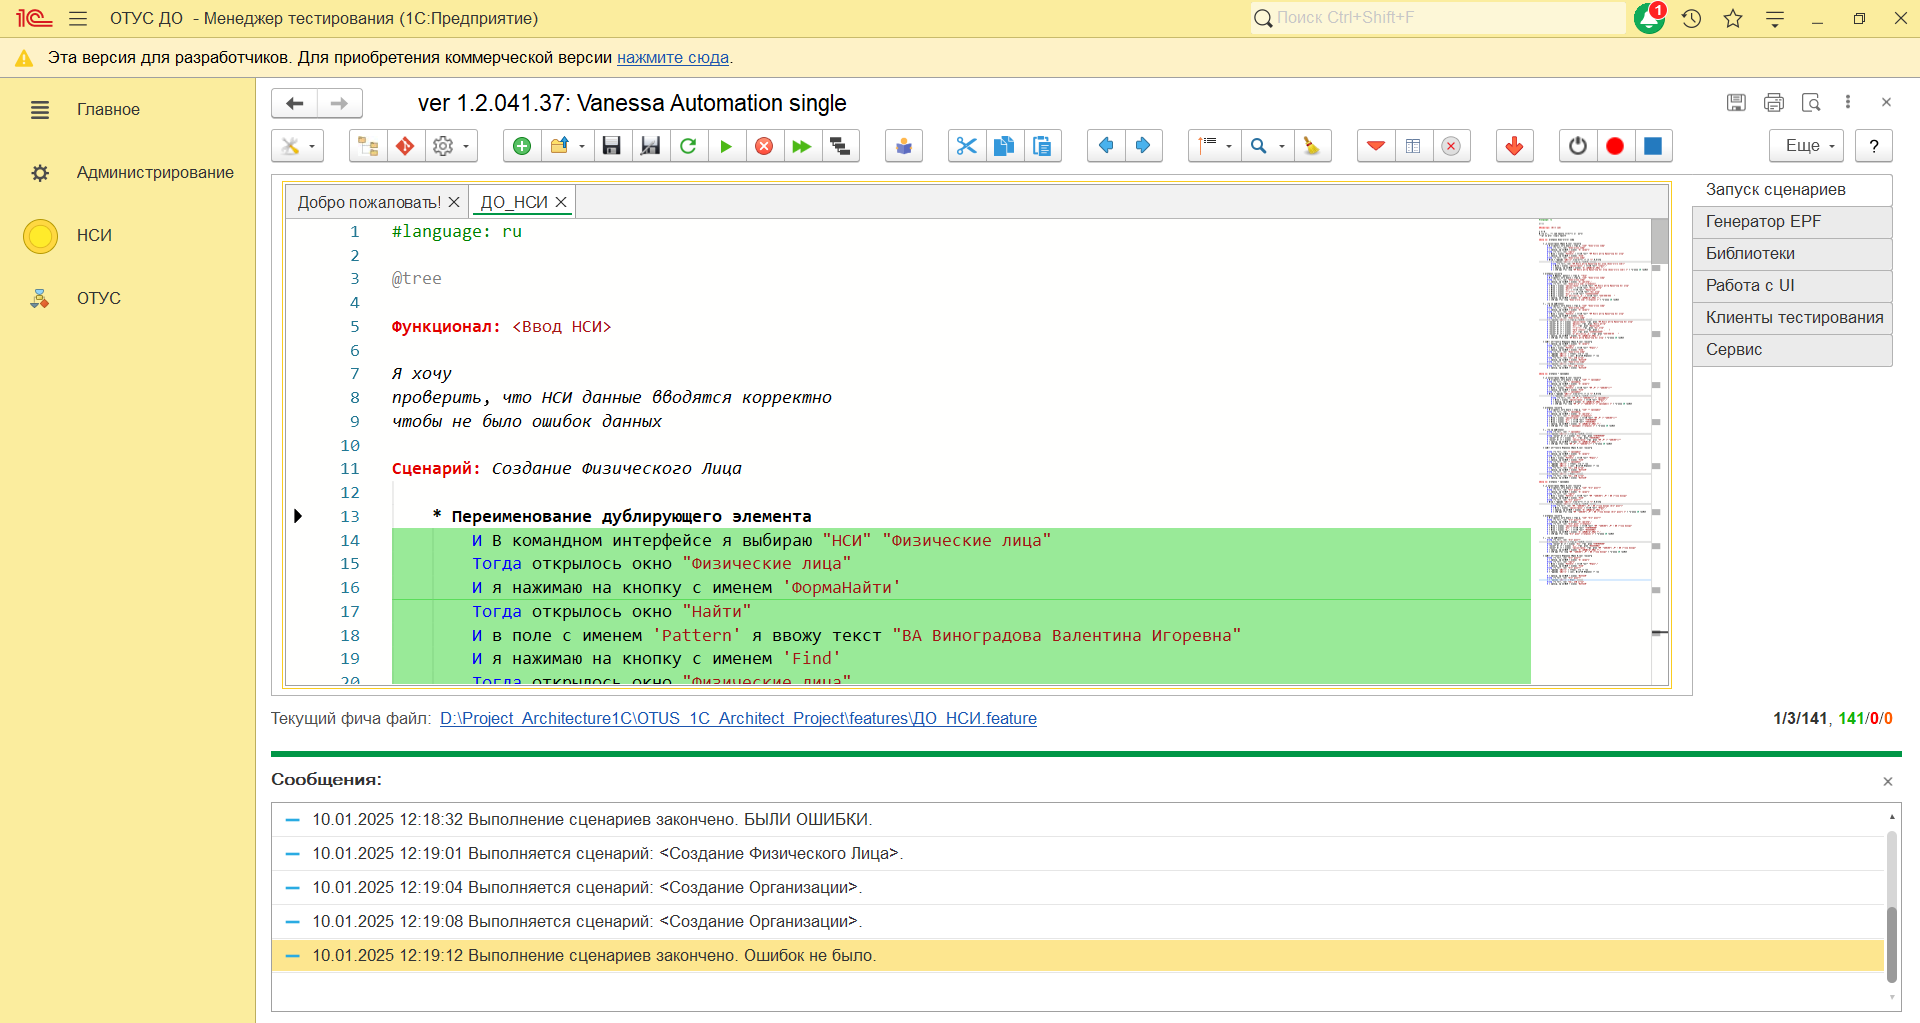 ОТУС ДО - Менеджер тестирования (1С:Предприятие)
Поиск Ctrl+Shift+F
1
Эта версия для разработчиков. Для приобретения коммерческой версии нажмите сюда.
Главное
Администрирование
НСИ
ОТУС
ver 1.2.041.37: Vanessa Automation single
Еще
?
Добро пожаловать!
ДО_НСИ
1 #language: ru
2
3 @tree
4
5 Функционал: <Ввод НСИ>
6
7 Я хочу
8 проверить, что НСИ данные вводятся корректно
9 чтобы не было ошибок данных
10
11 Сценарий: Создание Физического Лица
12
13 * Переименование дублирующего элемента
14 И В командном интерфейсе я выбираю "НСИ" "Физические лица"
15 Тогда открылось окно "Физические лица"
16 И я нажимаю на кнопку с именем 'ФормаНайти'
17 Тогда открылось окно "Найти"
18 И в поле с именем 'Pattern' я ввожу текст "ВА Виноградова Валентина Игоревна"
19 И я нажимаю на кнопку с именем 'Find'
20 Тогда открылось окно "Физические лица"
Запуск сценариев
Генератор EPF
Библиотеки
Работа с UI
Клиенты тестирования
Сервис
Текущий фича файл: D:\Project_Architecture1C\OTUS_1C_Architect_Project\features\ДО_НСИ.feature
1/3/141, 141/0/0
Сообщения:
10.01.2025 12:18:32 Выполнение сценариев закончено. БЫЛИ ОШИБКИ.
10.01.2025 12:19:01 Выполняется сценарий: <Создание Физического Лица>.
10.01.2025 12:19:04 Выполняется сценарий: <Создание Организации>.
10.01.2025 12:19:08 Выполняется сценарий: <Создание Организации>.
10.01.2025 12:19:12 Выполнение сценариев закончено. Ошибок не было.